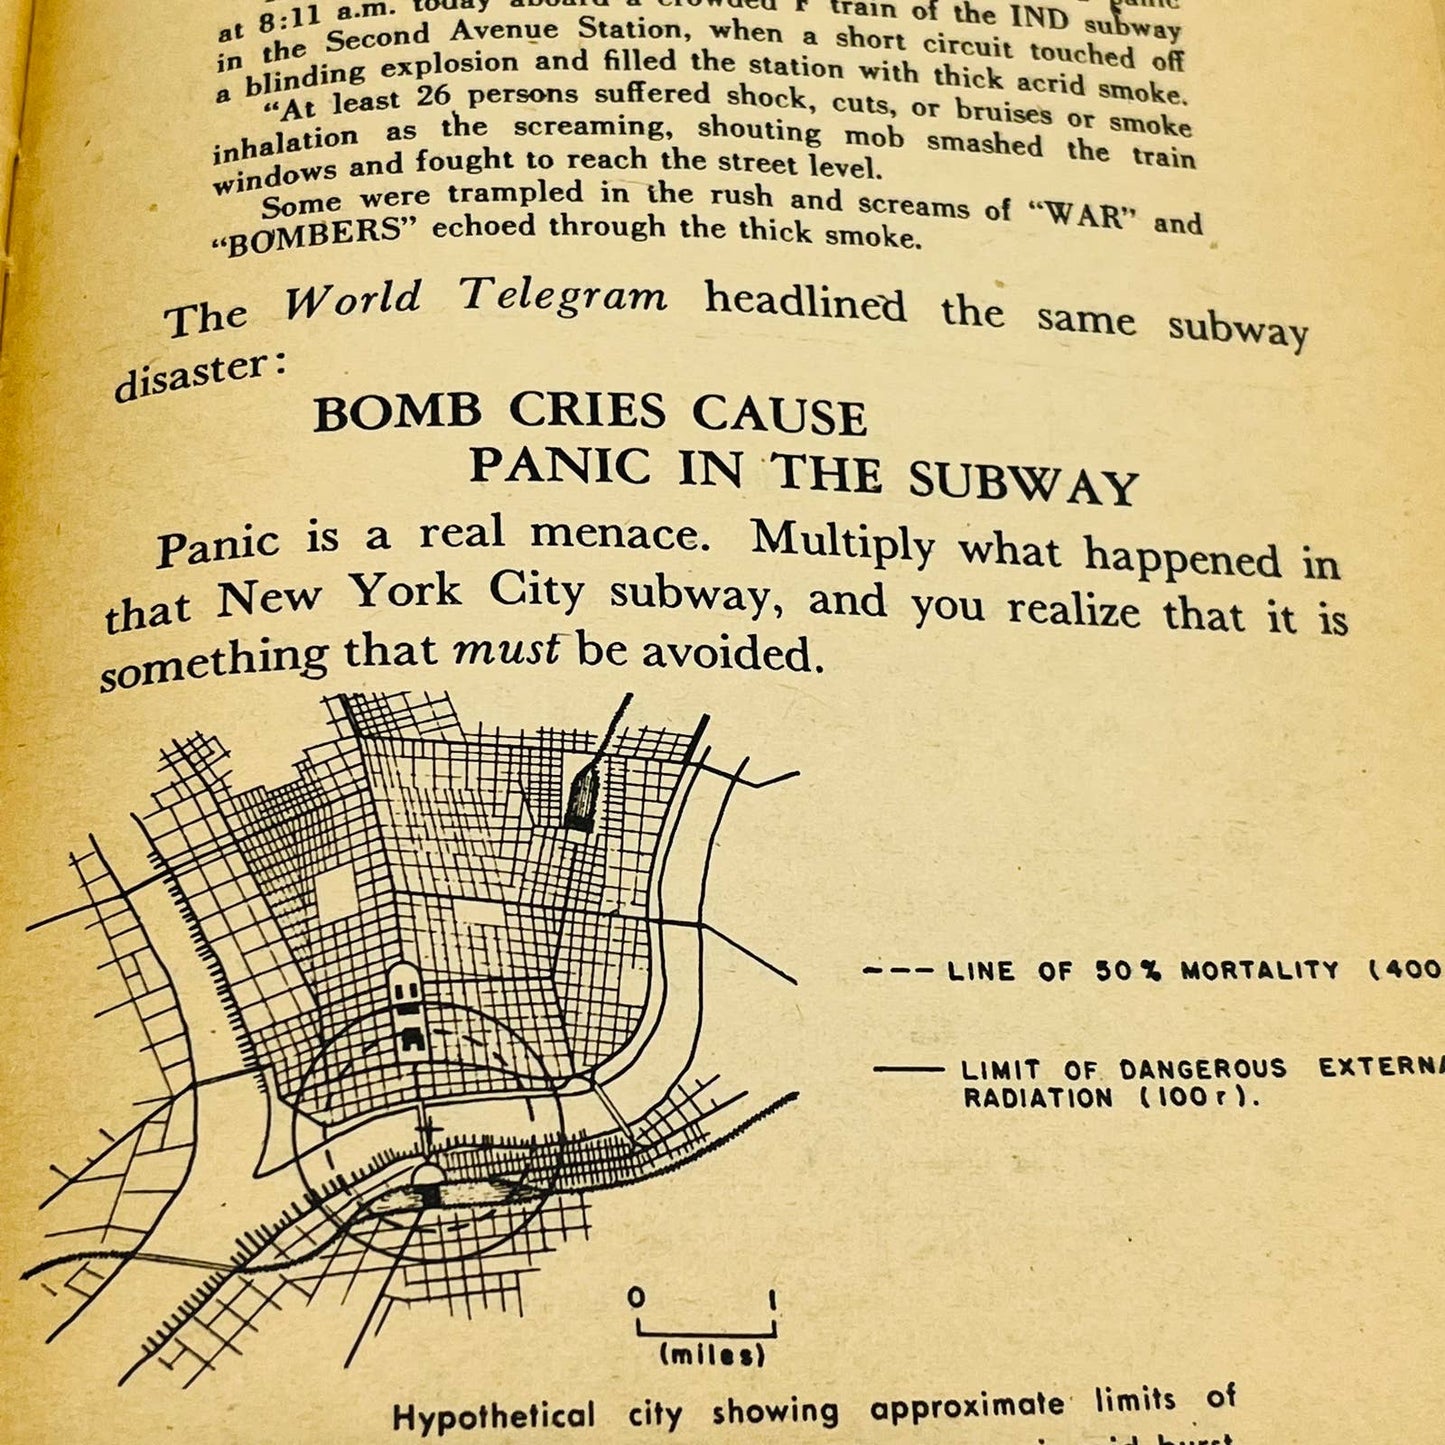 at 8:11 a.m. today aboard a crowded F train of the IND subway
in the Second Avenue Station, when a short circuit touched off
a blinding explosion and filled the station with thick acrid smoke.
“At least 26 persons suffered shock, cuts, or bruises or smoke
inhalation as the screaming, shouting mob smashed the train
windows and fought to reach the street level.
Some were trampled in the rush and screams of “WAR” and
“BOMBERS” echoed through the thick smoke.
The World Telegram headlined the same subway
disaster:
BOMB CRIES CAUSE
PANIC IN THE SUBWAY
Panic is a real menace. Multiply what happened in
that New York City subway, and you realize that it is
something that must be avoided.
LINE OF 50% MORTALITY (400
LIMIT OF DANGEROUS EXTERNA
RADIATION (100r).
0 1
(miles)
Hypothetical city showing approximate limits of